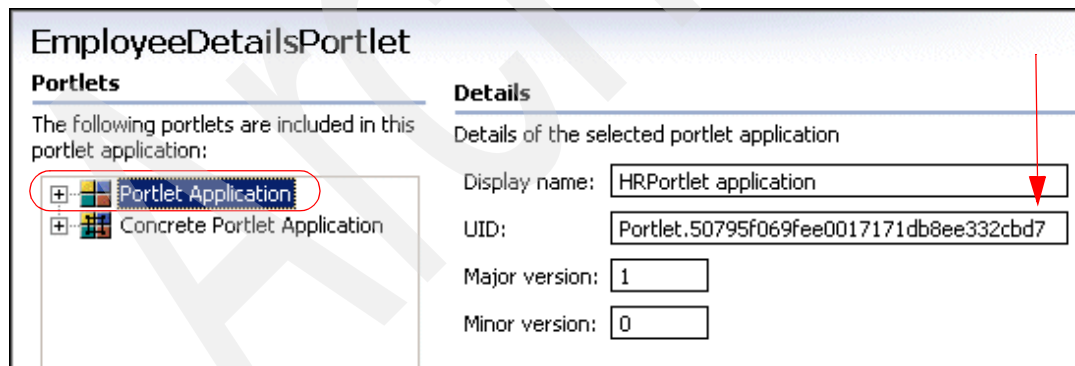 EmployeeDetailsPortlet
Portlets
The following portlets are included in this
portlet application:
Portlet Application
Concrete Portlet Application
Details
Details of the selected portlet application
Display name: HRPortlet application
UID: Portlet.50795f069fee0017171db8ee332cbd7
Major version: 1
Minor version: 0